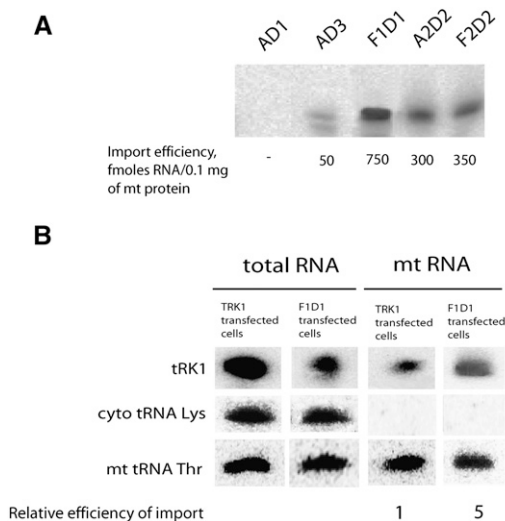 A
AD1 AD3 F1D1 A2D2 F2D2
Import efficiency,
fmoles RNA/0.1 mg
of mt protein
- 50 750 300 350
B
total RNA mt RNA
TRK1 transfected cells F1D1 transfected cells TRK1 transfected cells F1D1 transfected cells
tRK1
cyto tRNA Lys
mt tRNA Thr
Relative efficiency of import 1 5